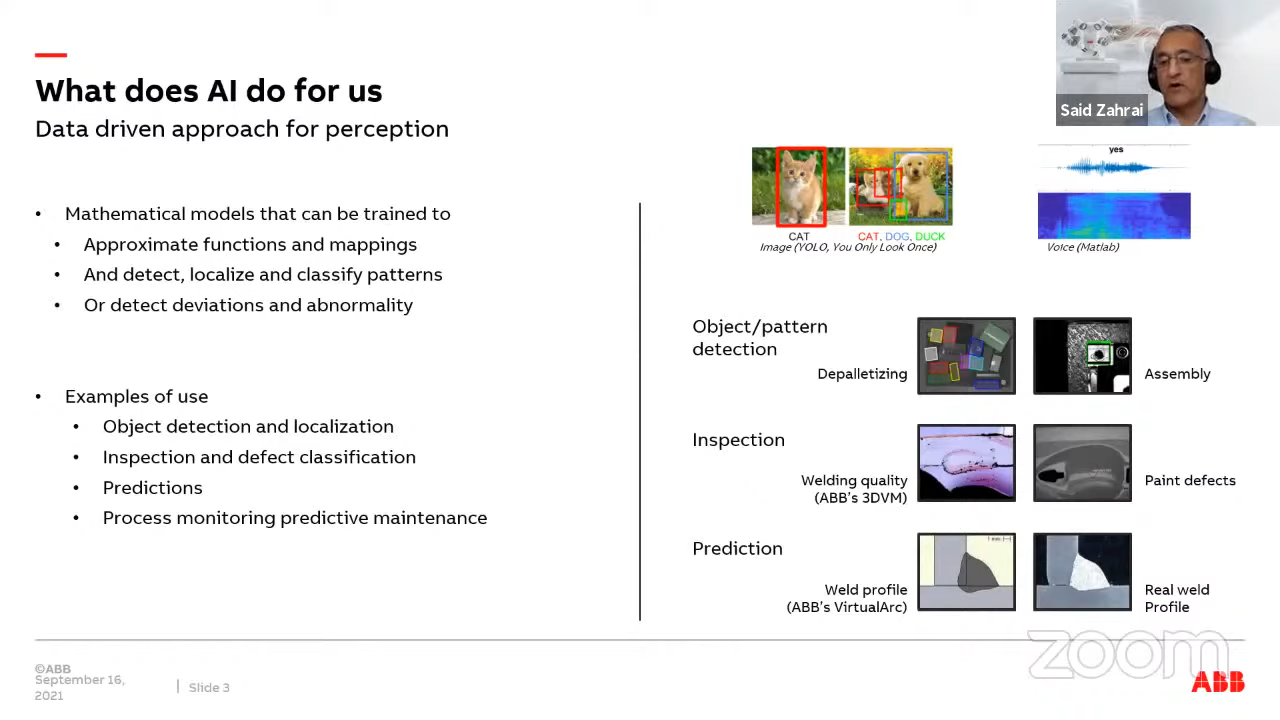 What does AI do for us
Data driven approach for perception
Said Zahrai
• Mathematical models that can be trained to
• Approximate functions and mappings
• And detect, localize and classify patterns
• Or detect deviations and abnormality
• Examples of use
• Object detection and localization
• Inspection and defect classification
• Predictions
• Process monitoring predictive maintenance
CAT
CAT, DOG, DUCK
Image (YOLO, You Only Look Once)
yes
Voice (Matlab)
Object/pattern
detection
Depalletizing
Assembly
Inspection
Welding quality
(ABB's 3DVM)
Paint defects
Prediction
Weld profile
(ABB's VirtualArc)
Real weld
Profile
©ABB
September 16,
2021
Slide 3
zoom
ABB